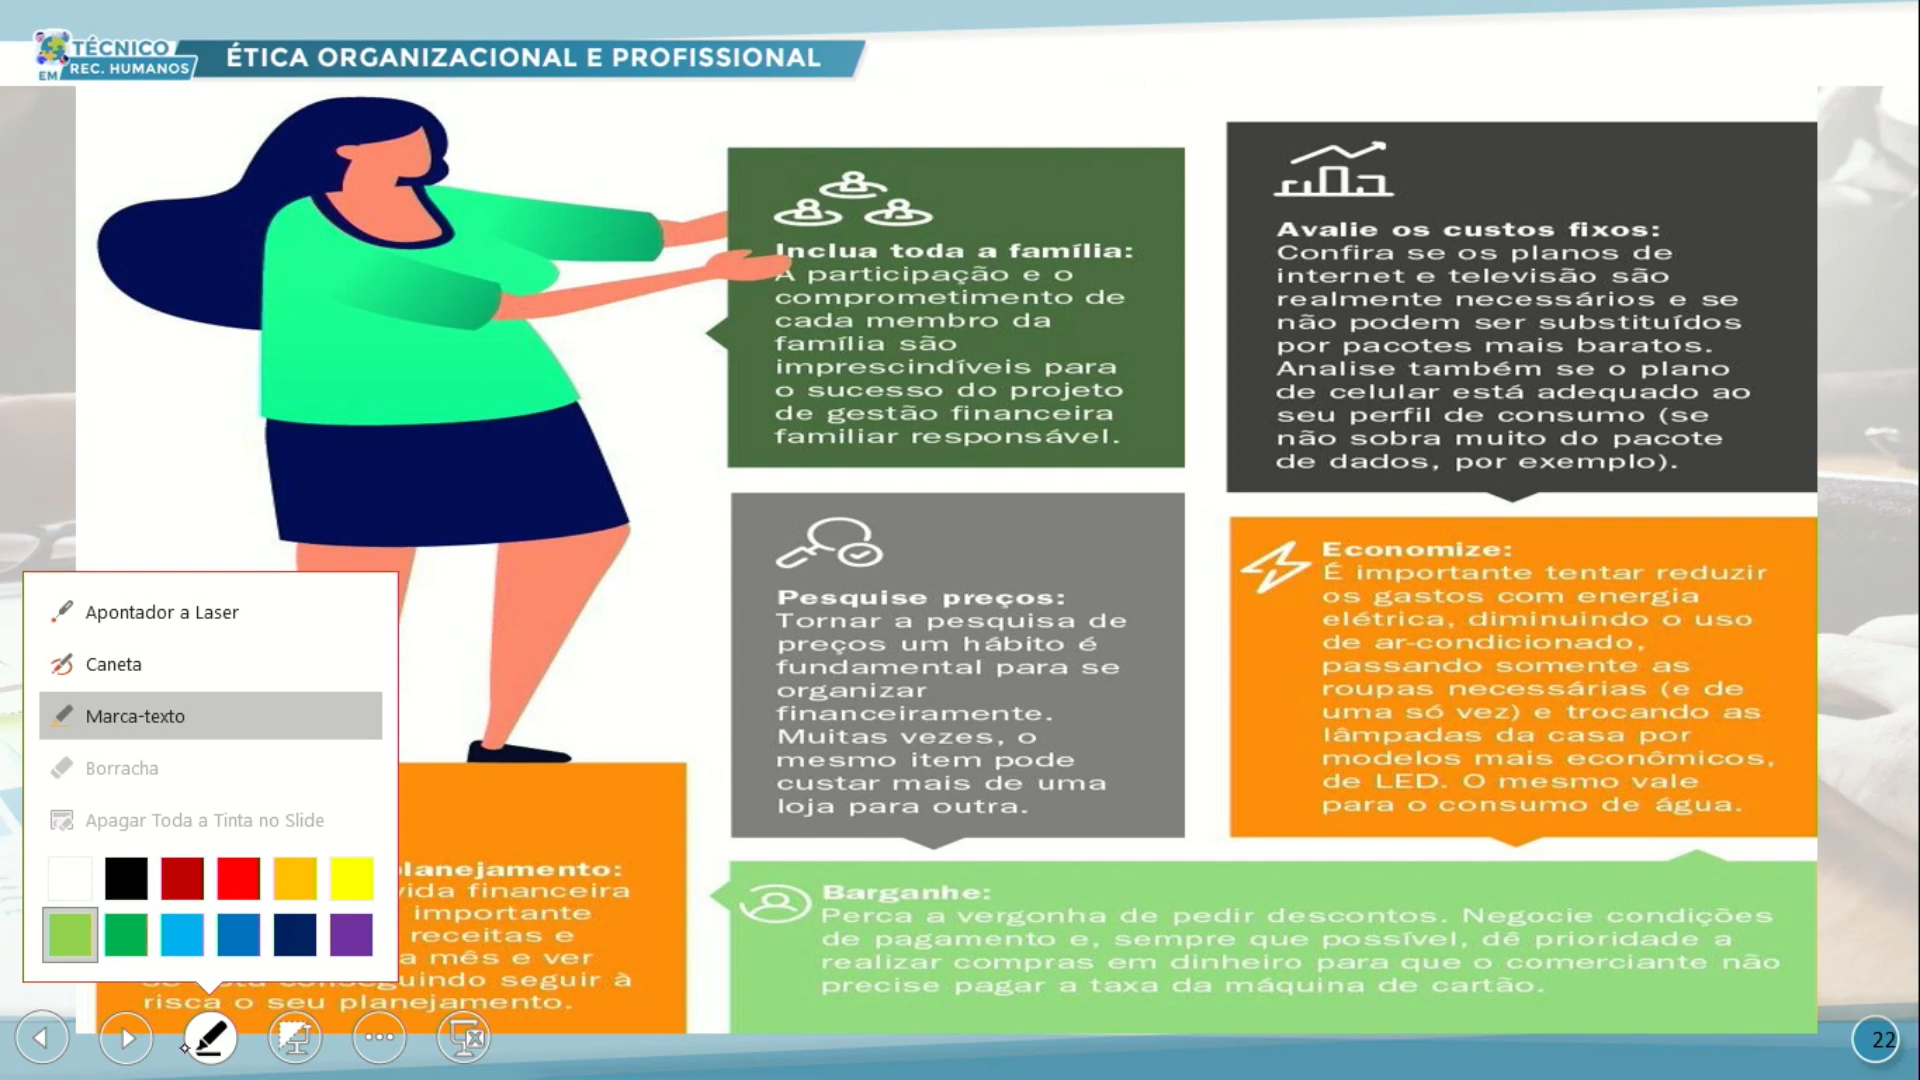 TÉCNICO
EM REC. HUMANOS
ÉTICA ORGANIZACIONAL E PROFISSIONAL
Inclua toda a família:
A participação e o
comprometimento de
cada membro da
família são
imprescindíveis para
o sucesso do projeto
de gestão financeira
familiar responsável.
Avalie os custos fixos:
Confira se os planos de
internet e televisão são
realmente necessários e se
não podem ser substituídos
por pacotes mais baratos.
Analise também se o plano
de celular está adequado ao
seu perfil de consumo (se
não sobra muito do pacote
de dados, por exemplo).
Pesquise preços:
Tornar a pesquisa de
preços um hábito é
fundamental para se
organizar
financeiramente.
Muitas vezes, o
mesmo item pode
custar mais de uma
loja para outra.
Economize:
É importante tentar reduzir
os gastos com energia
elétrica, diminuindo o uso
de ar-condicionado,
passando somente as
roupas necessárias (e de
uma só vez) e trocando as
lâmpadas da casa por
modelos mais econômicos,
de LED. O mesmo vale
para o consumo de água.
Apontador a Laser
Caneta
Marca-texto
Borracha
Apagar Toda a Tinta no Slide
planejamento:
vida financeira
importante
receitas e
a mês e ver
seguir à
risca o seu planejamento.
Barganhe:
Perca a vergonha de pedir descontos. Negocie condições
de pagamento e, sempre que possível, dê prioridade a
realizar compras em dinheiro para que o comerciante não
precise pagar a taxa da máquina de cartão.
22